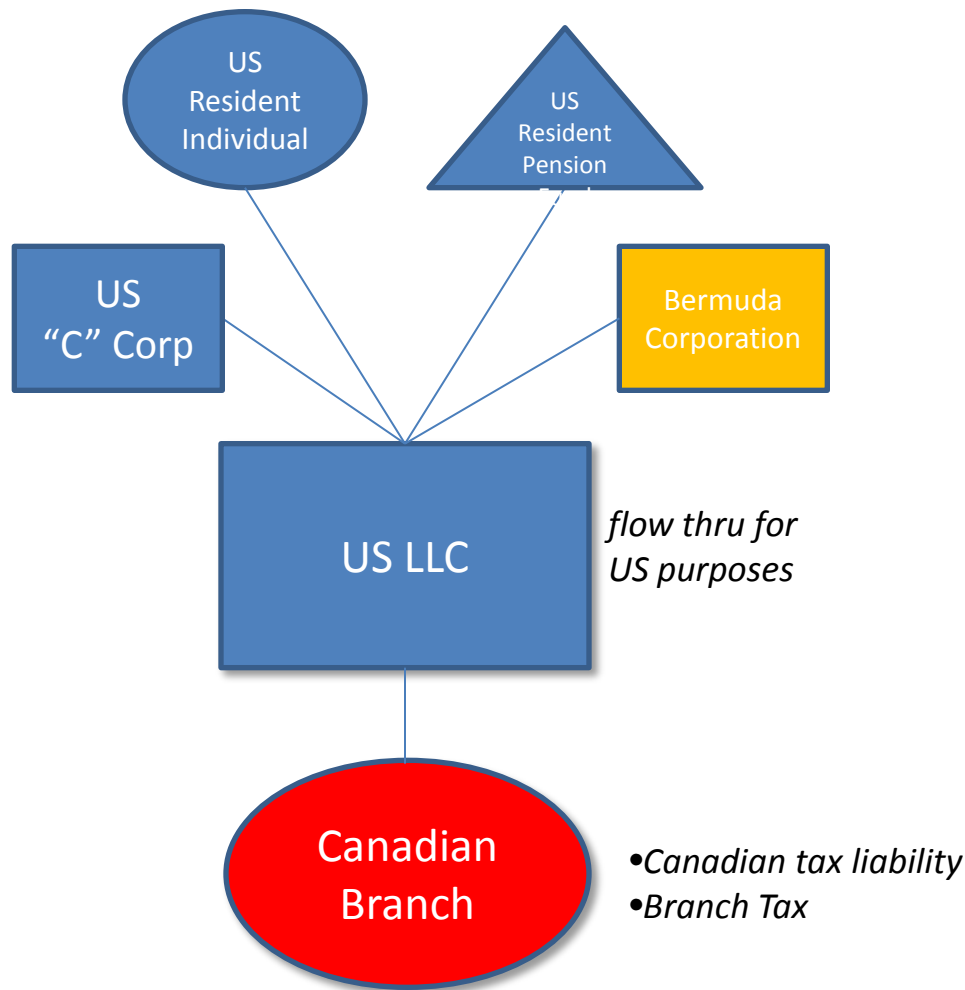 US
Resident
Individual
US
Resident
Pension
US
“C” Corp
Bermuda
Corporation
US LLC
flow thru for
US purposes
Canadian
Branch
•Canadian tax liability
•Branch Tax